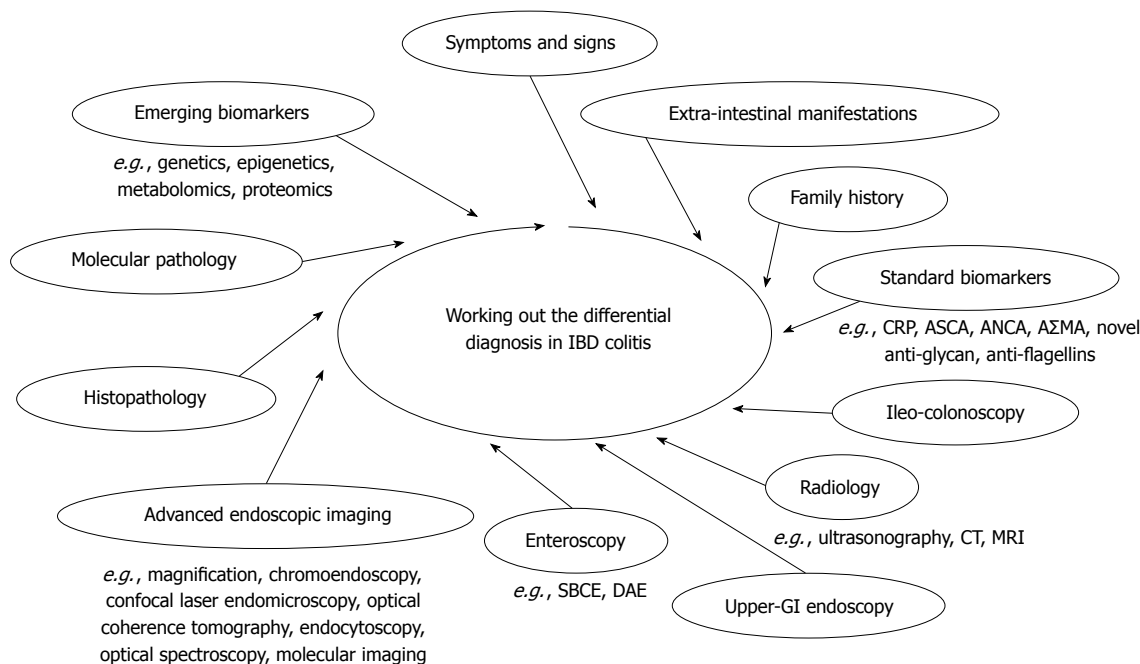 Symptoms and signs
Emerging biomarkers
e.g., genetics, epigenetics,
metabolomics, proteomics
Extra-intestinal manifestations
Family history
Molecular pathology
Standard biomarkers
e.g., CRP, ASCA, ANCA, AΣMA, novel
anti-glycan, anti-flagellins
Working out the differential
diagnosis in IBD colitis
Histopathology
Ileo-colonoscopy
Radiology
e.g., ultrasonography, CT, MRI
Advanced endoscopic imaging
e.g., magnification, chromoendoscopy,
confocal laser endomicroscopy, optical
coherence tomography, endocytoscopy,
optical spectroscopy, molecular imaging
Enteroscopy
e.g., SBCE, DAE
Upper-GI endoscopy